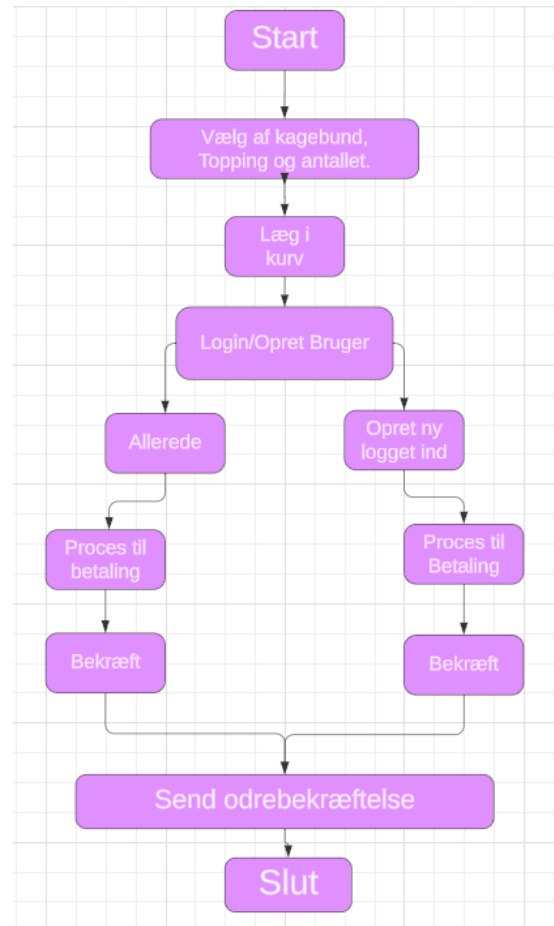 Start
Vælg af kagebund,
Topping og antallet.
Læg i
kurv
Login/Opret Bruger
Allerede
Opret ny
logget ind
Proces til
betaling
Proces til
Betaling
Bekræft
Bekræft
Send odrebekræftelse
Slut